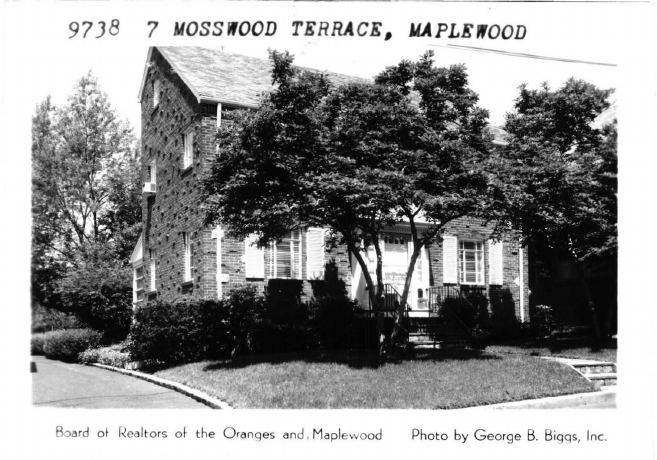 9738 7 MOSSWOOD TERRACE, MAPLEWOOD
Board of Realtors of the Oranges and Maplewood Photo by George B. Biggs, Inc.